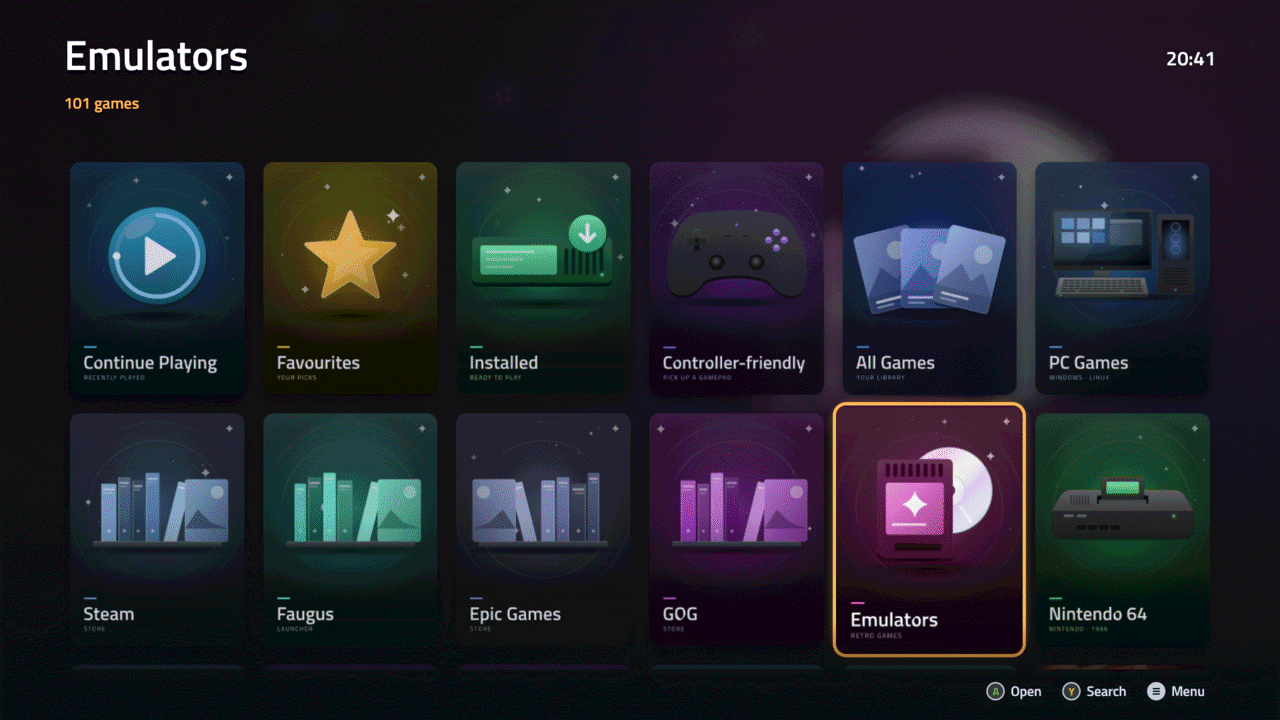 Emulators
20:41
101 games
Continue Playing
RECENTLY PLAYED
Favourites
YOUR PICKS
Installed
READY TO PLAY
Controller-friendly
PICK UP A GAMEPAD
All Games
YOUR LIBRARY
PC Games
WINDOWS · LINUX
Steam
STORE
Faugus
LAUNCHER
Epic Games
STORE
GOG
STORE
Emulators
RETRO GAMES
Nintendo 64
NINTENDO · 1996
A Open
Y Search
Menu